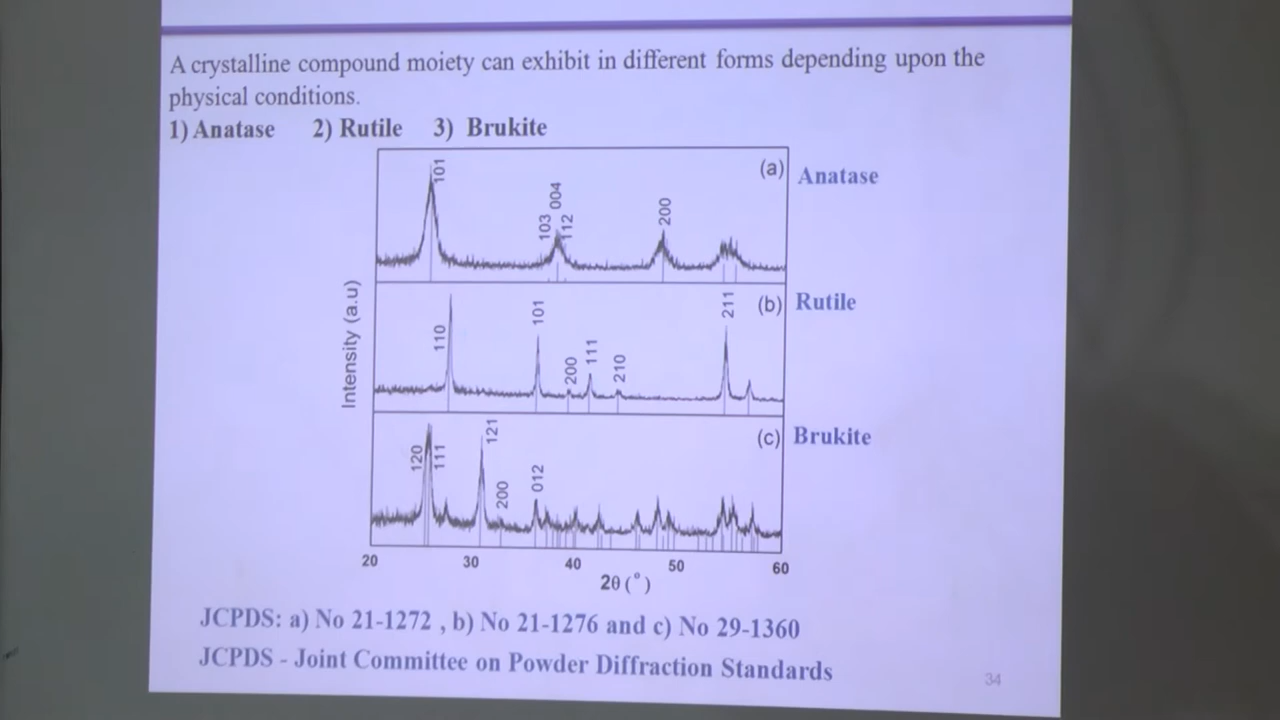 A crystalline compound moiety can exhibit in different forms depending upon the
physical conditions.
1) Anatase 2) Rutile 3) Brukite
(a) Anatase
101
103
004
112
200
(b) Rutile
110
101
200
111
210
211
(c) Brukite
120
111
121
200
012
Intensity (a.u)
20 30 40 50 60
2θ (°)
JCPDS: a) No 21-1272 , b) No 21-1276 and c) No 29-1360
JCPDS - Joint Committee on Powder Diffraction Standards
34